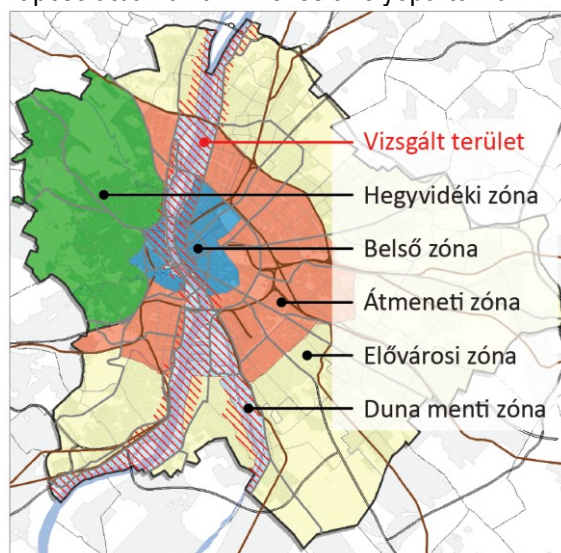 Vizsgált terület
Hegyvidéki zóna
Belső zóna
Átmeneti zóna
Elővárosi zóna
Duna menti zóna